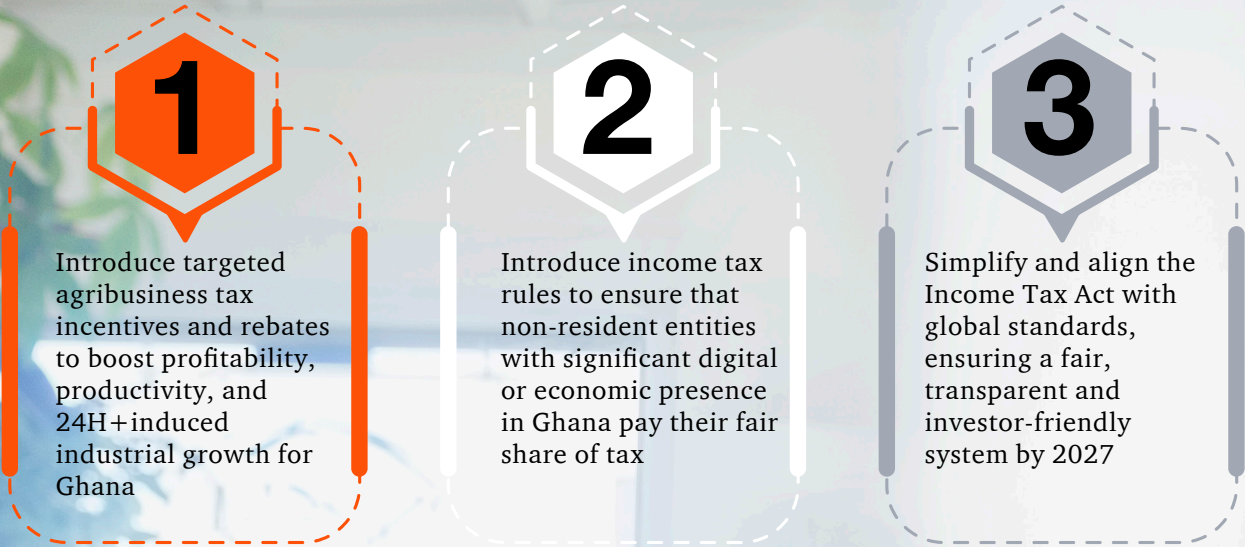 1
Introduce targeted
agribusiness tax
incentives and rebates
to boost profitability,
productivity, and
24H+induced
industrial growth for
Ghana
2
Introduce income tax
rules to ensure that
non-resident entities
with significant digital
or economic presence
in Ghana pay their fair
share of tax
3
Simplify and align the
Income Tax Act with
global standards,
ensuring a fair,
transparent and
investor-friendly
system by 2027